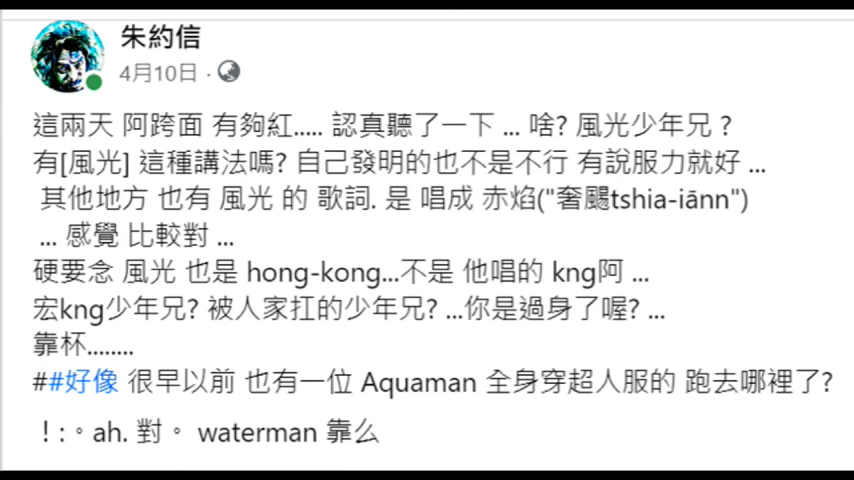 朱約信
4月10日 ·
這兩天 阿跨面 有夠紅..... 認真聽了一下 ... 啥? 風光少年兄 ?
有[風光] 這種講法嗎? 自己發明的也不是不行 有說服力就好 ...
其他地方 也有 風光 的 歌詞. 是 唱成 赤焰("奢颺tshia-iānn")
... 感覺 比較對 ...
硬要念 風光 也是 hong-kong...不是 他唱的 kng阿 ...
宏kng少年兄? 被人家扛的少年兄? ...你是過身了喔? ...
靠杯........
##好像 很早以前 也有一位 Aquaman 全身穿超人服的 跑去哪裡了?
！:。ah. 對。 waterman 靠么